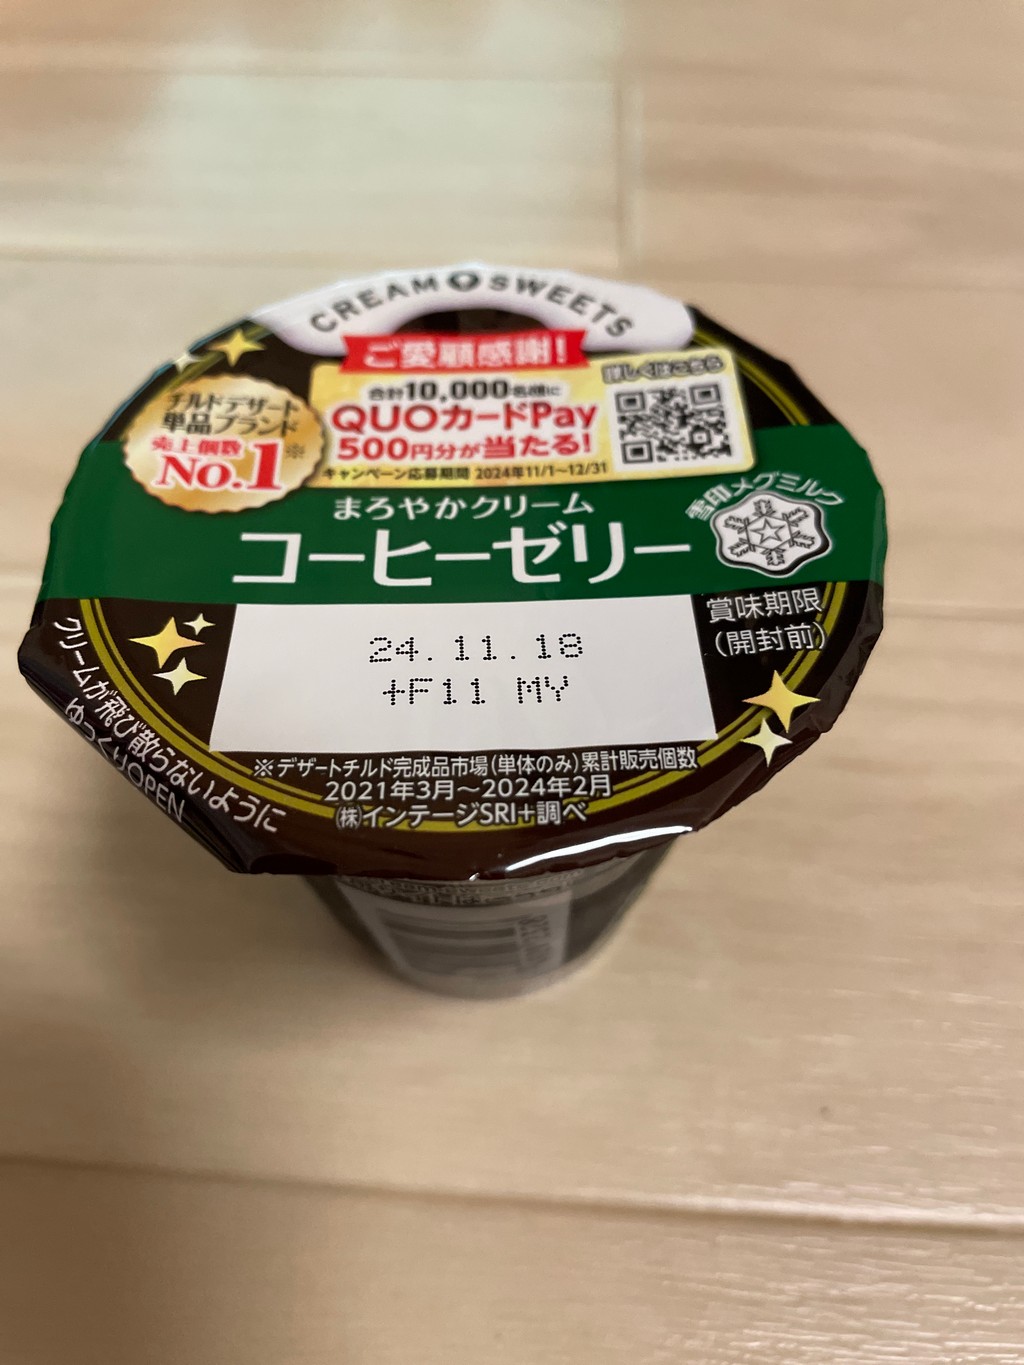 CREAM SWEETS
ご愛顧感謝!
合計10,000名様に
QUOカードPay
500円分が当たる!
キャンペーン応募期間 2024年11/1〜12/31
詳しくはこちら
チルドデザート
単品ブランド
売上個数
No.1※
まろやかクリーム
コーヒーゼリー
雪印メグミルク
賞味期限
(開封前)
24.11.18
+F11 MY
※デザートチルド完成品市場(単体のみ)累計販売個数
2021年3月〜2024年2月
㈱インテージSRI+調べ
クリームが飛び散らないように
ゆっくりOPEN